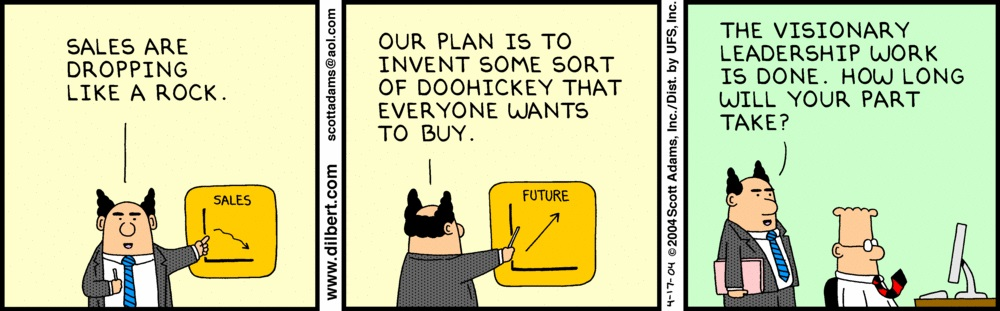 SALES ARE
DROPPING
LIKE A ROCK.
SALES
www.dilbert.com
scottadams@aol.com
OUR PLAN IS TO
INVENT SOME SORT
OF DOOHICKEY THAT
EVERYONE WANTS
TO BUY.
FUTURE
4-17-04 © 2004 Scott Adams, Inc./Dist. by UFS, Inc.
THE VISIONARY
LEADERSHIP WORK
IS DONE. HOW LONG
WILL YOUR PART
TAKE?